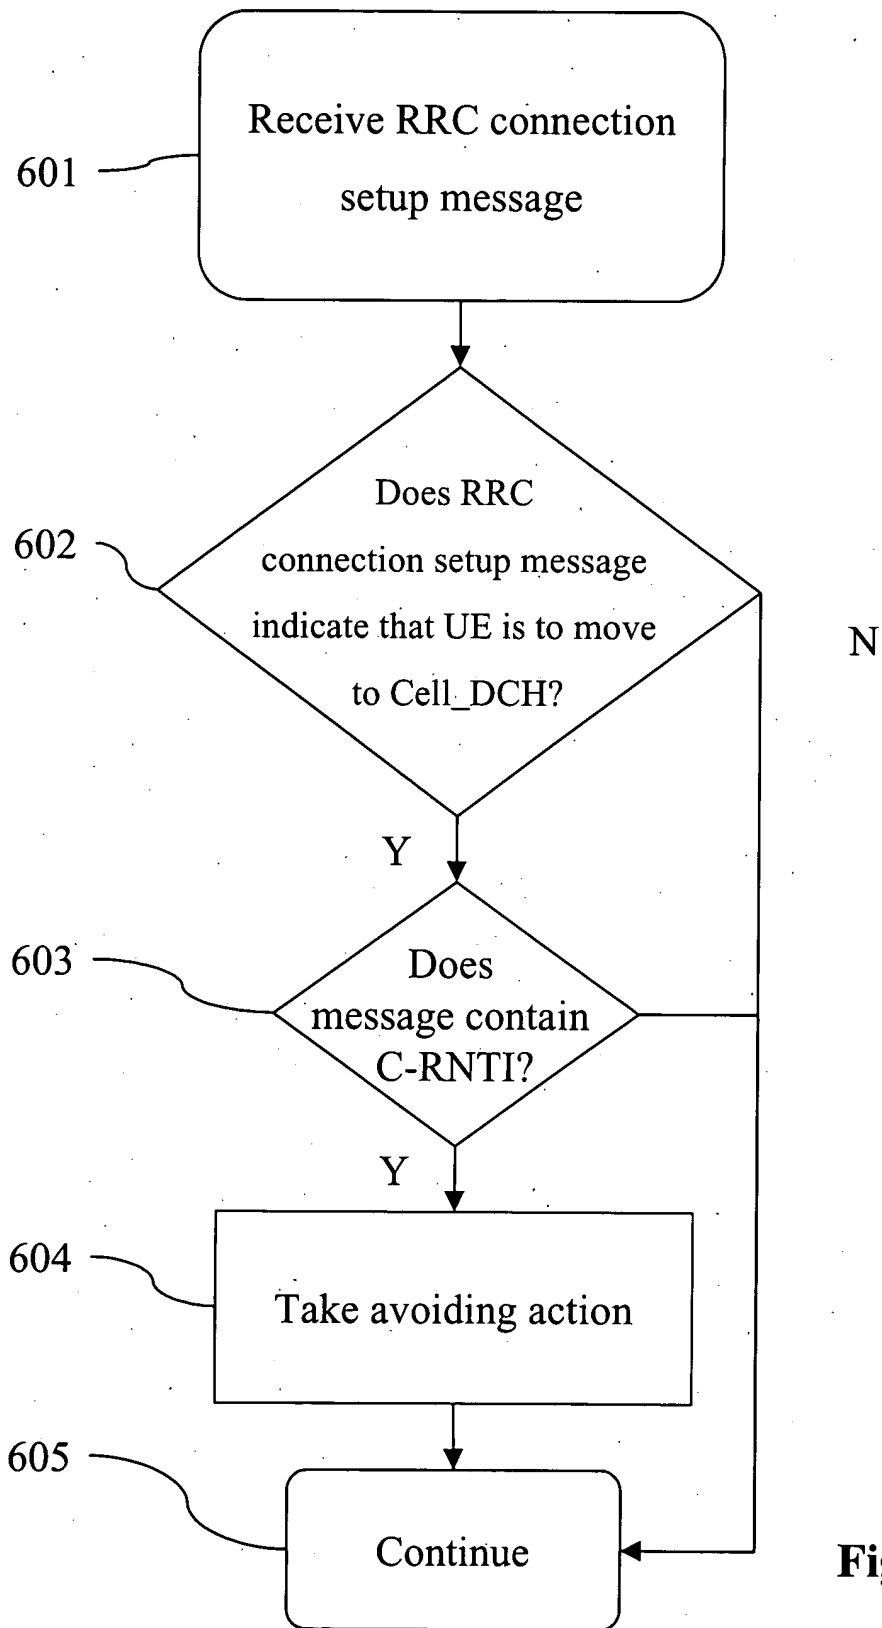 Receive RRC connection
setup message
601
Does RRC
connection setup message
indicate that UE is to move
to Cell_DCH?
602
N
Y
603
Does
message contain
C-RNTI?
Y
604
Take avoiding action
605
Continue